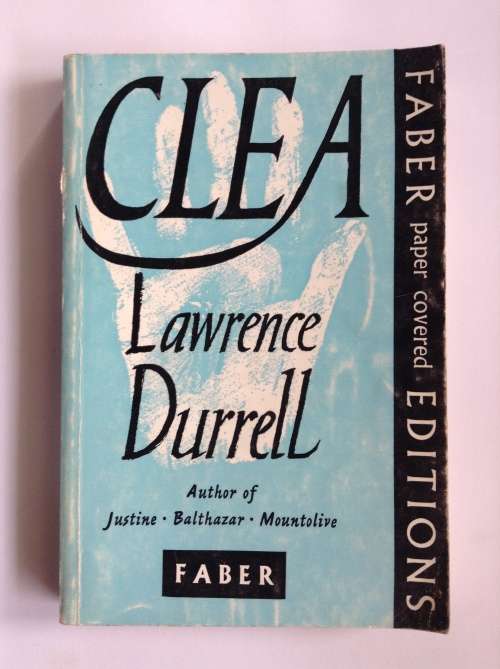 CLEA
Lawrence
Durrell
Author of
Justine · Balthazar · Mountolive
FABER
FABER paper covered EDITIONS